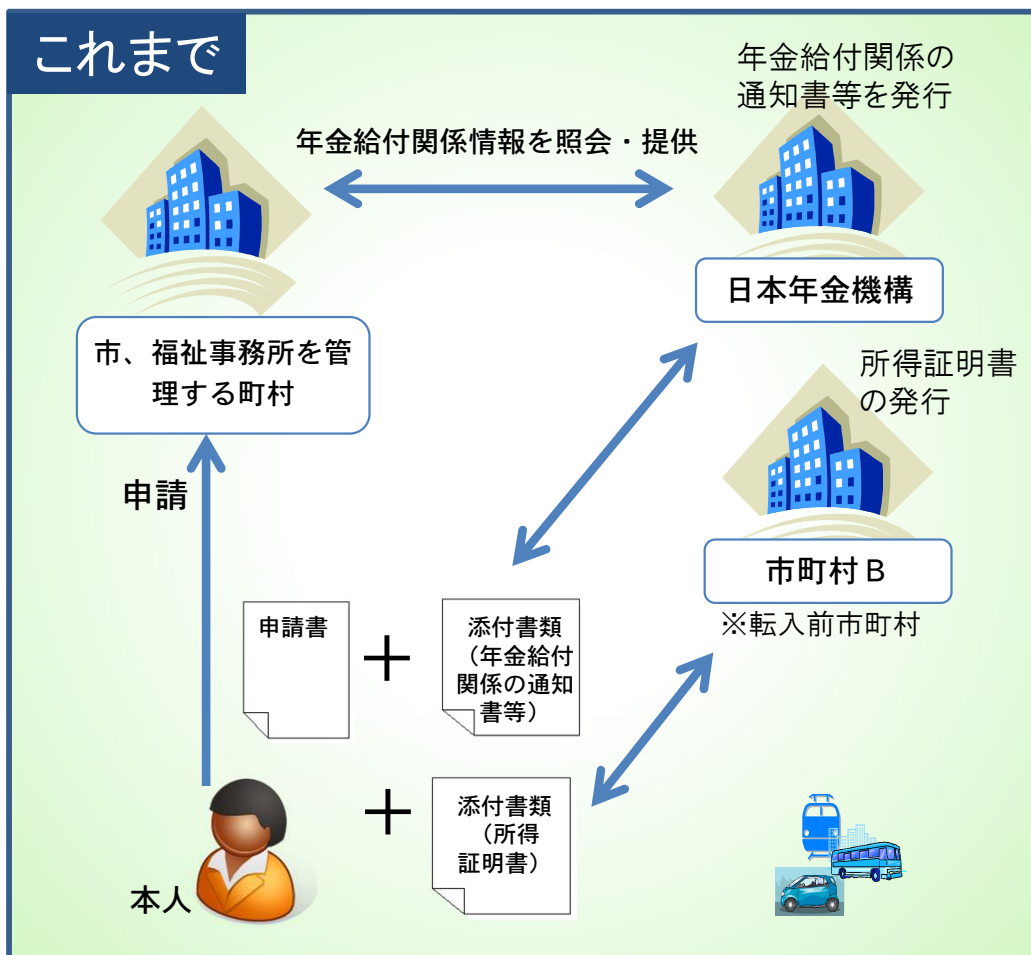 これまで
年金給付関係の
通知書等を発行
年金給付関係情報を照会・提供
日本年金機構
市、福祉事務所を管
理する町村
所得証明書
の発行
申請
市町村B
※転入前市町村
申請書
＋
添付書類
（年金給付
関係の通知
書等）
＋
添付書類
（所得
証明書）
本人